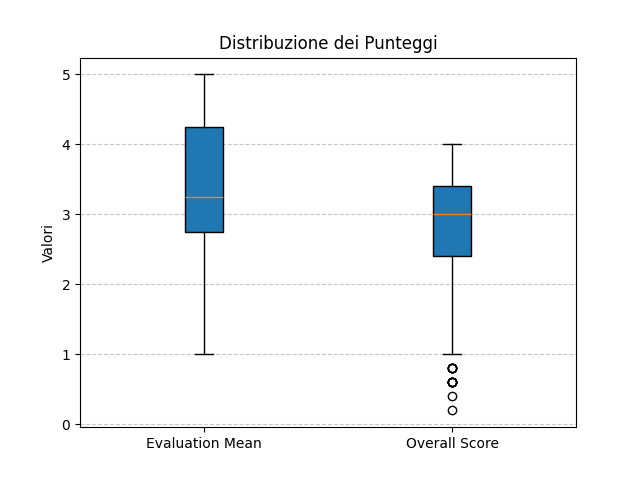 Distribuzione dei Punteggi
Valori
5
4
3
2
1
0
Evaluation Mean
Overall Score